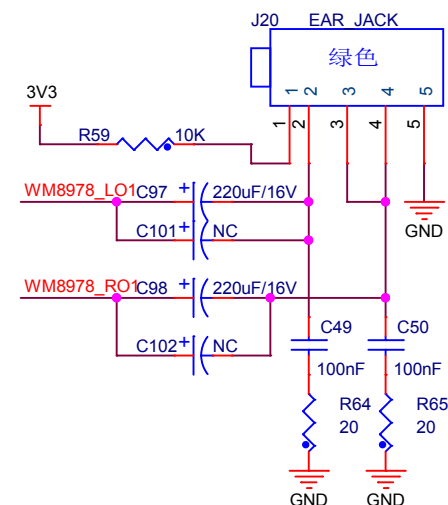 J20 EAR_JACK
绿色
1 2 3 4 5
3V3
1 2 3 4 5
R59 10K
WM8978_LO1 C97 + 220uF/16V
GND
C101 + NC
WM8978_RO1 C98 + 220uF/16V
C102 + NC
C49 C50
100nF 100nF
R64 R65
20 20
GND GND